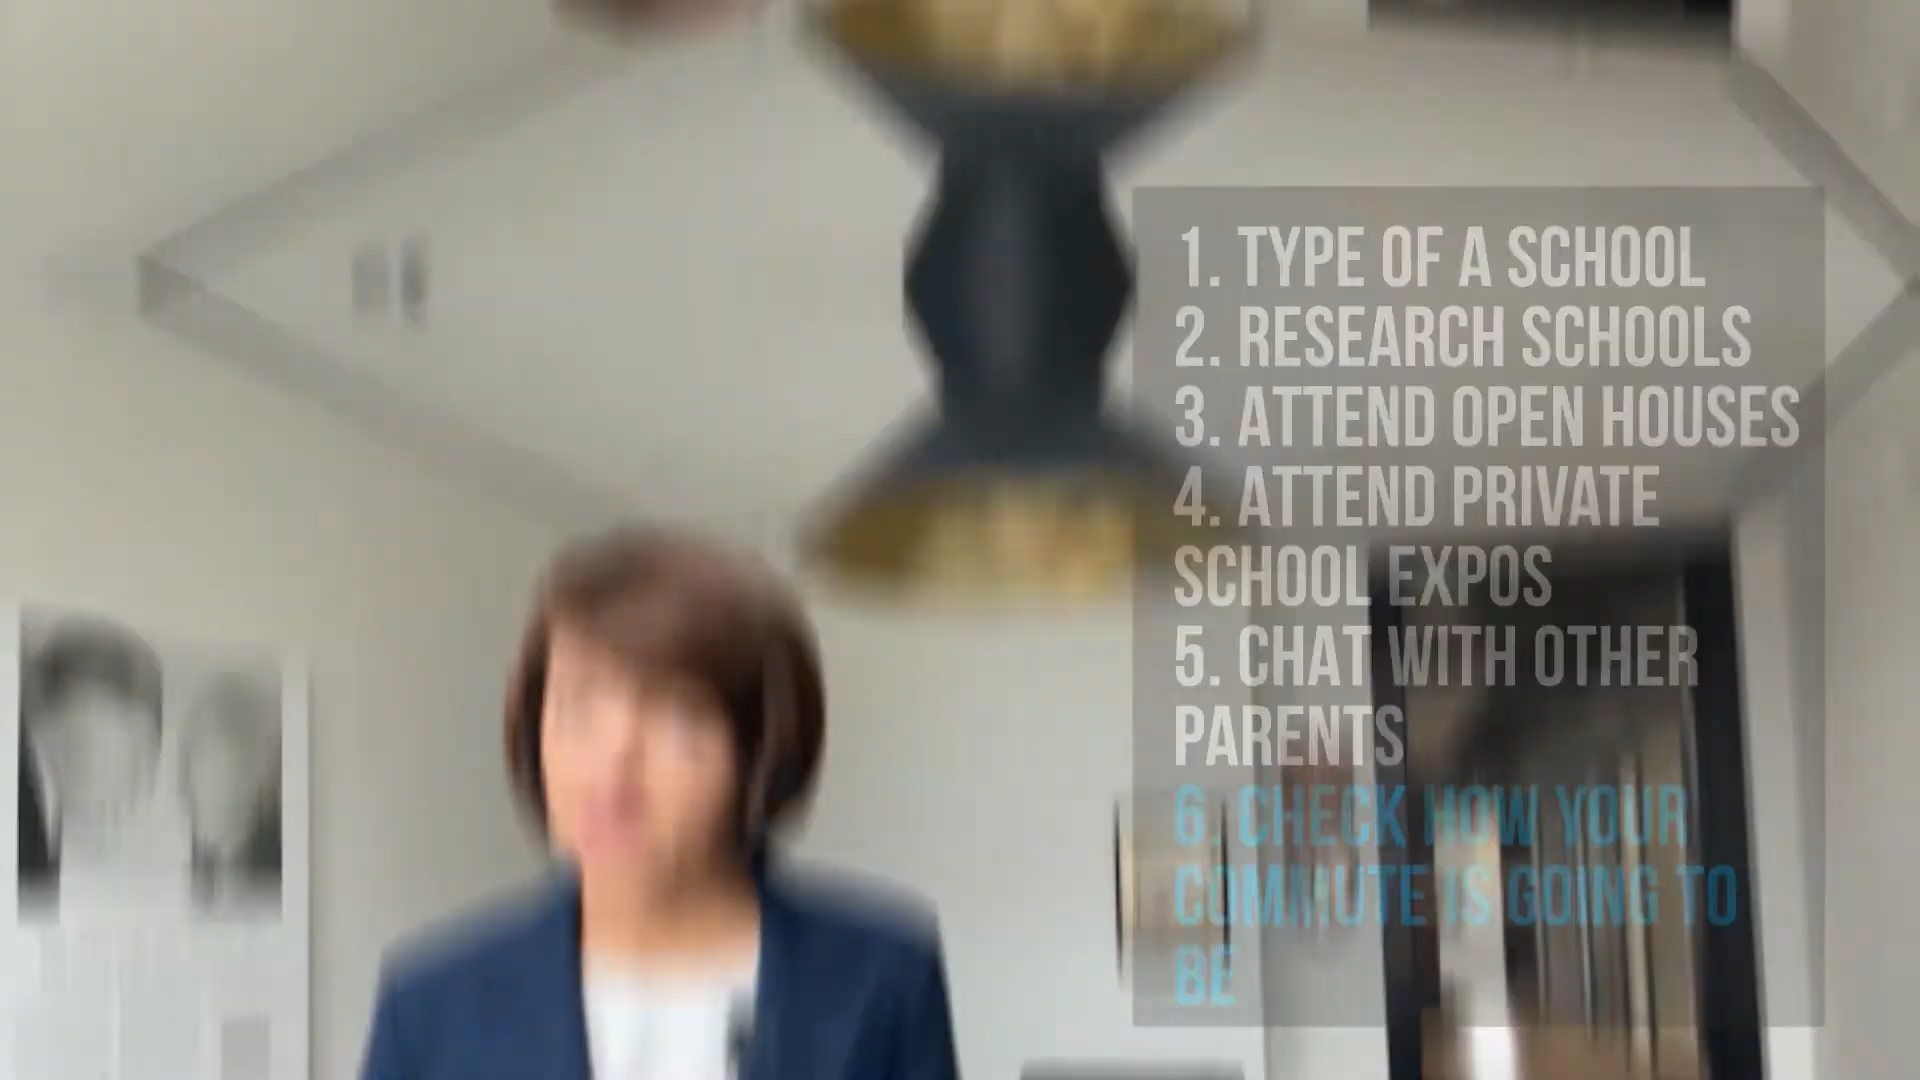 1. TYPE OF A SCHOOL
2. RESEARCH SCHOOLS
3. ATTEND OPEN HOUSES
4. ATTEND PRIVATE
SCHOOL EXPOS
5. CHAT WITH OTHER
PARENTS
6. CHECK HOW YOUR
COMMUTE IS GOING TO
BE